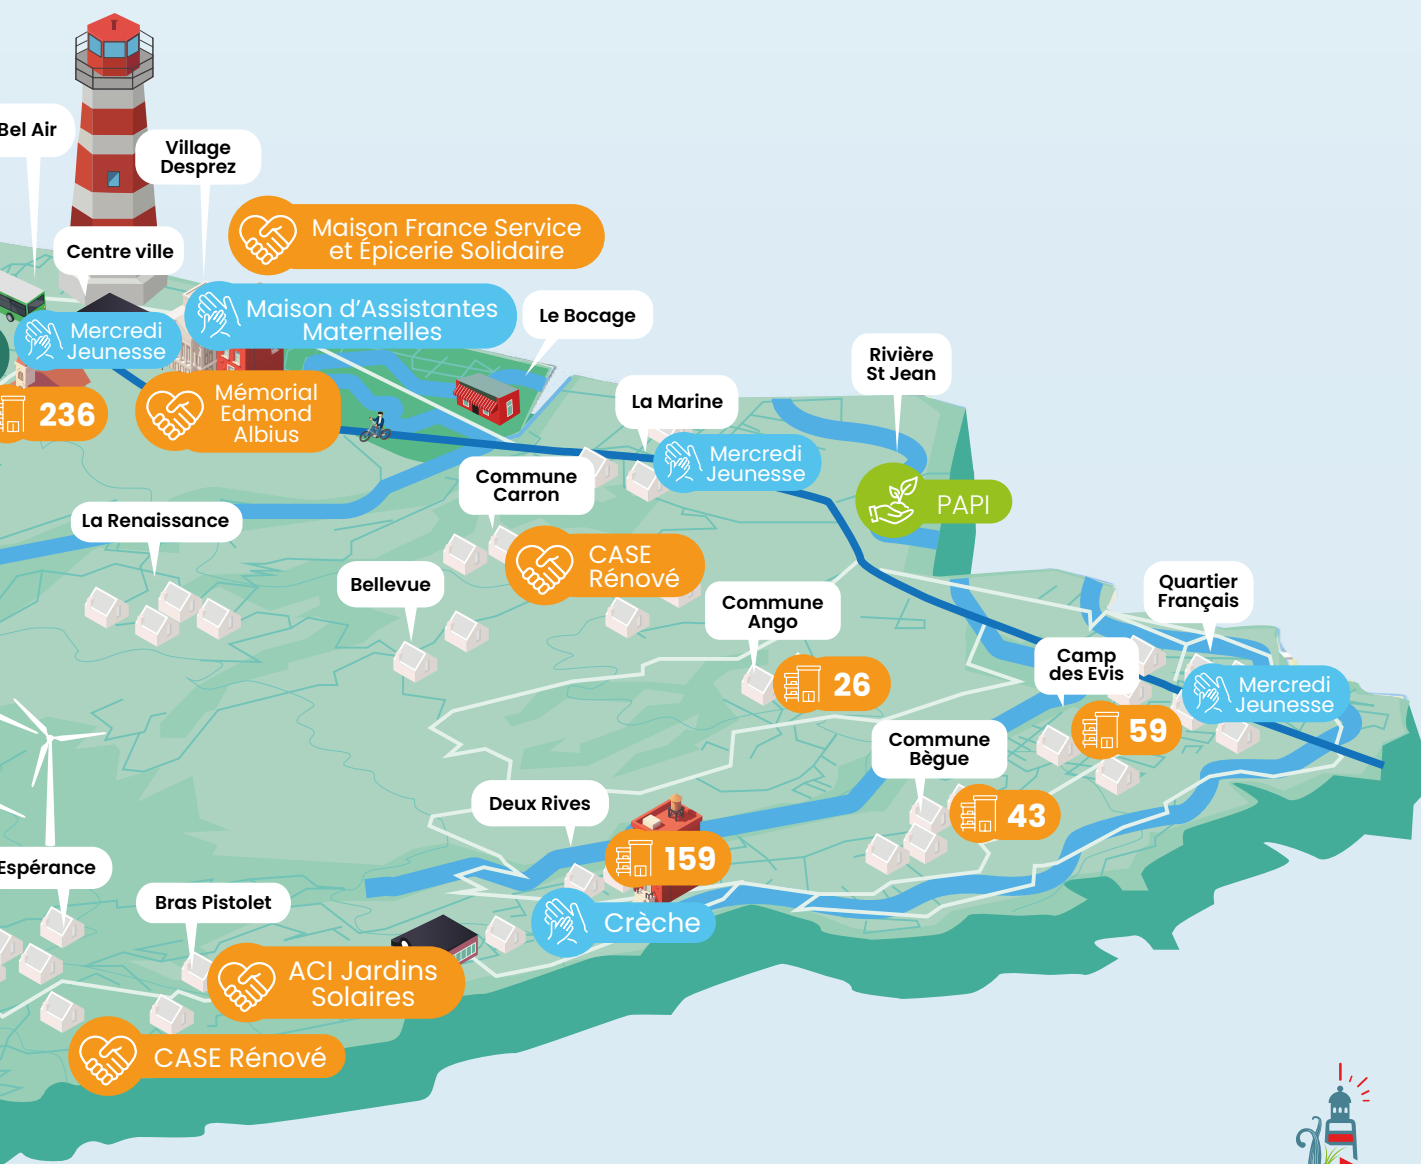 Bel Air
Village
Desprez
Centre ville
Maison France Service
et Épicerie Solidaire
Maison d’Assistantes
Maternelles
Le Bocage
Mercredi
Jeunesse
Rivière
St Jean
236
Mémorial
Edmond
Albius
La Marine
Mercredi
Jeunesse
Commune
Carron
PAPI
La Renaissance
CASE
Rénové
Bellevue
Commune
Ango
Quartier
Français
26
Camp
des Evis
Mercredi
Jeunesse
59
Commune
Bègue
Deux Rives
43
159
Espérance
Bras Pistolet
Crèche
ACI Jardins
Solaires
CASE Rénové